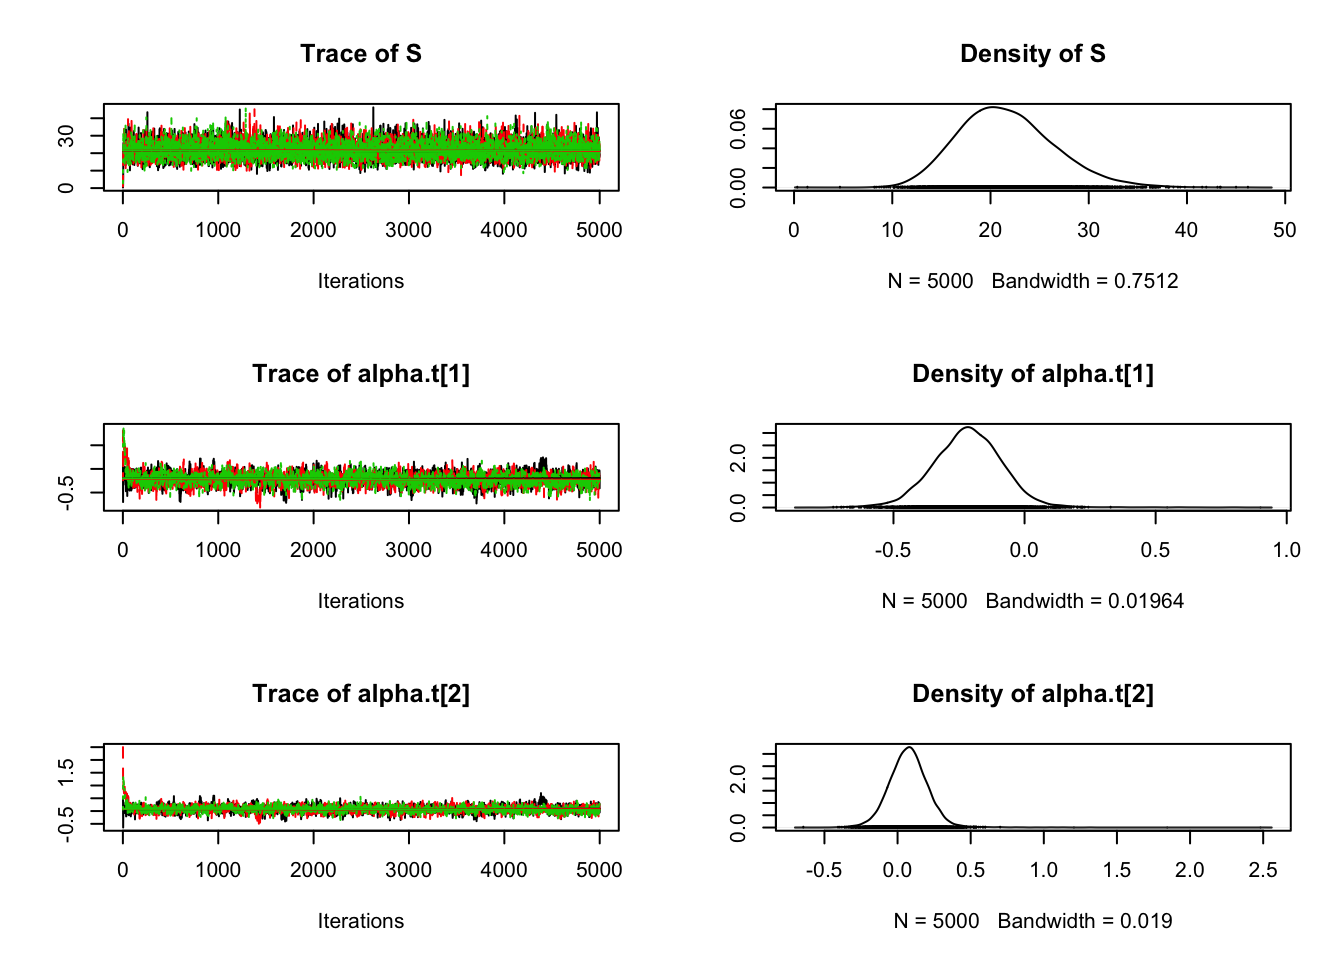 Trace of S
Density of S
0 30
0 1000 2000 3000 4000 5000
Iterations
0.00 0.06
0 10 20 30 40 50
N = 5000 Bandwidth = 0.7512
Trace of alpha.t[1]
Density of alpha.t[1]
-0.5
0 1000 2000 3000 4000 5000
Iterations
0.0 2.0
-0.5 0.0 0.5 1.0
N = 5000 Bandwidth = 0.01964
Trace of alpha.t[2]
Density of alpha.t[2]
-0.5 1.5
0 1000 2000 3000 4000 5000
Iterations
0.0 2.0
-0.5 0.0 0.5 1.0 1.5 2.0 2.5
N = 5000 Bandwidth = 0.019